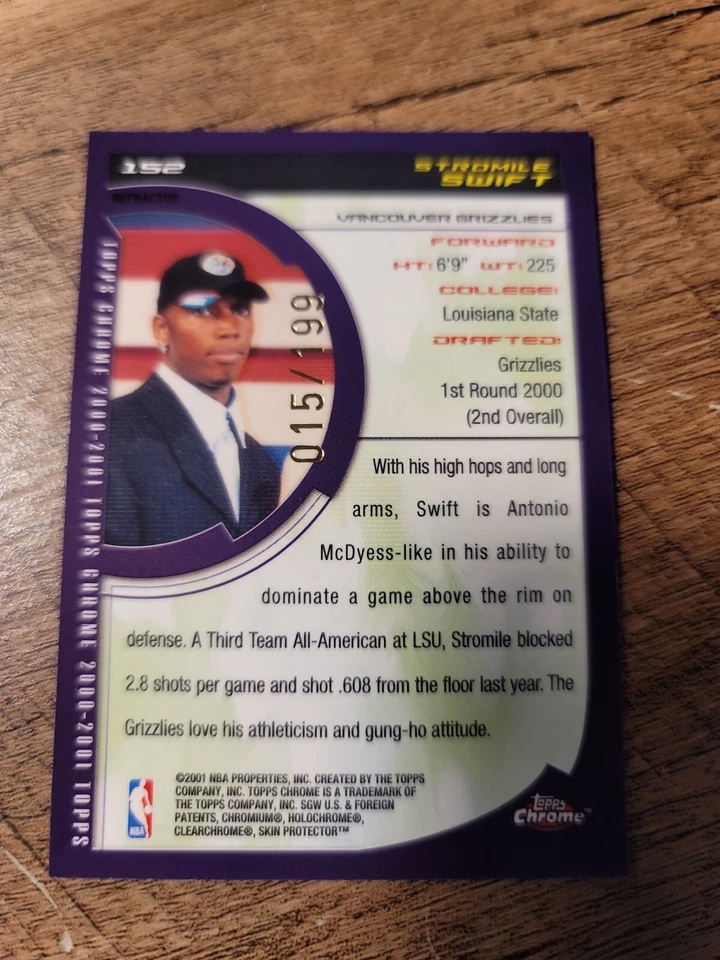 152
STROMILE
SWIFT
REFRACTOR
VANCOUVER GRIZZLIES
FORWARD
HT: 6'9" WT: 225
COLLEGE:
Louisiana State
DRAFTED:
Grizzlies
1st Round 2000
(2nd Overall)
015/199
TOPPS CHROME 2000-2001 TOPPS CHROME 2000-2001 TOPPS
With his high hops and long
arms, Swift is Antonio
McDyess-like in his ability to
dominate a game above the rim on
defense. A Third Team All-American at LSU, Stromile blocked
2.8 shots per game and shot .608 from the floor last year. The
Grizzlies love his athleticism and gung-ho attitude.
©2001 NBA PROPERTIES, INC. CREATED BY THE TOPPS
COMPANY, INC. TOPPS CHROME IS A TRADEMARK OF
THE TOPPS COMPANY, INC. SGW U.S. & FOREIGN
PATENTS, CHROMIUM®, HOLOCHROME®,
CLEARCHROME®, SKIN PROTECTOR™
NBA
Topps
Chrome™